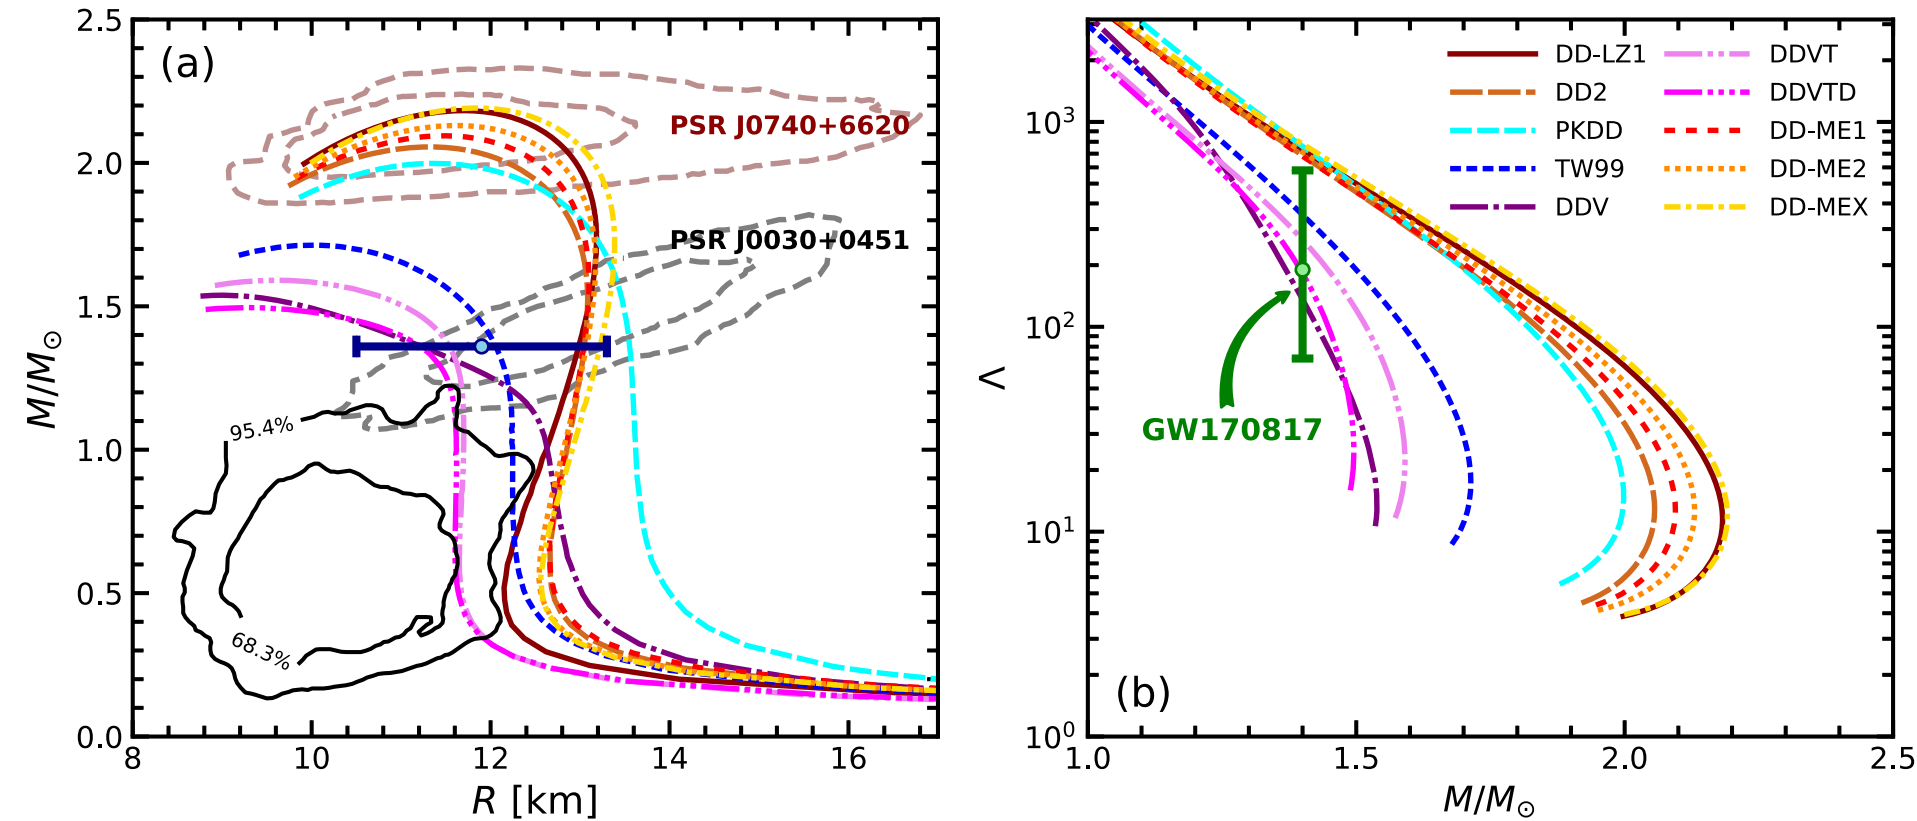 (a)
PSR J0740+6620
PSR J0030+0451
95.4%
68.3%
2.5
2.0
1.5
1.0
0.5
0.0
M/M⊙
8
10
12
14
16
R [km]
DD-LZ1
DD2
PKDD
TW99
DDV
DDVT
DDVTD
DD-ME1
DD-ME2
DD-MEX
GW170817
(b)
10³
10²
10¹
10⁰
Λ
1.0
1.5
2.0
2.5
M/M⊙